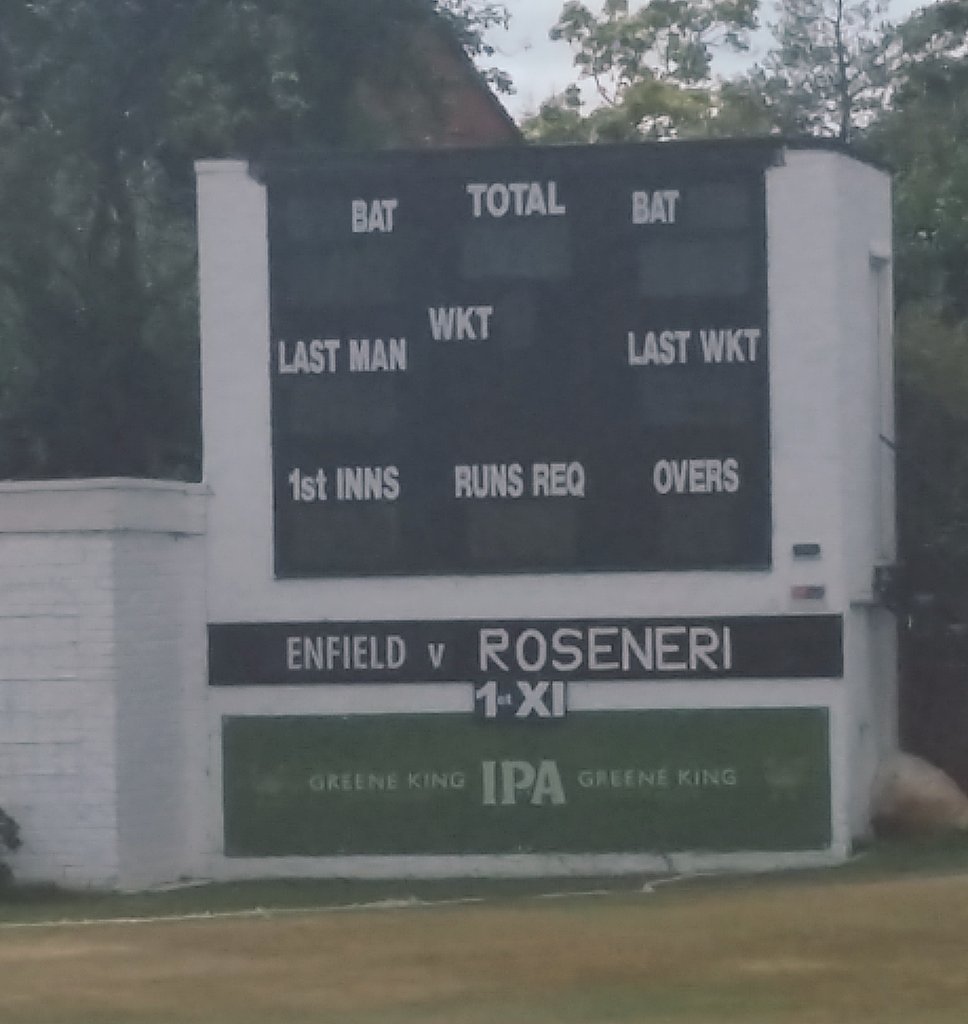 BAT TOTAL BAT
WKT
LAST MAN LAST WKT
1st INNS RUNS REQ OVERS
ENFIELD v ROSENERI
1st XI
GREENE KING IPA GREENE KING